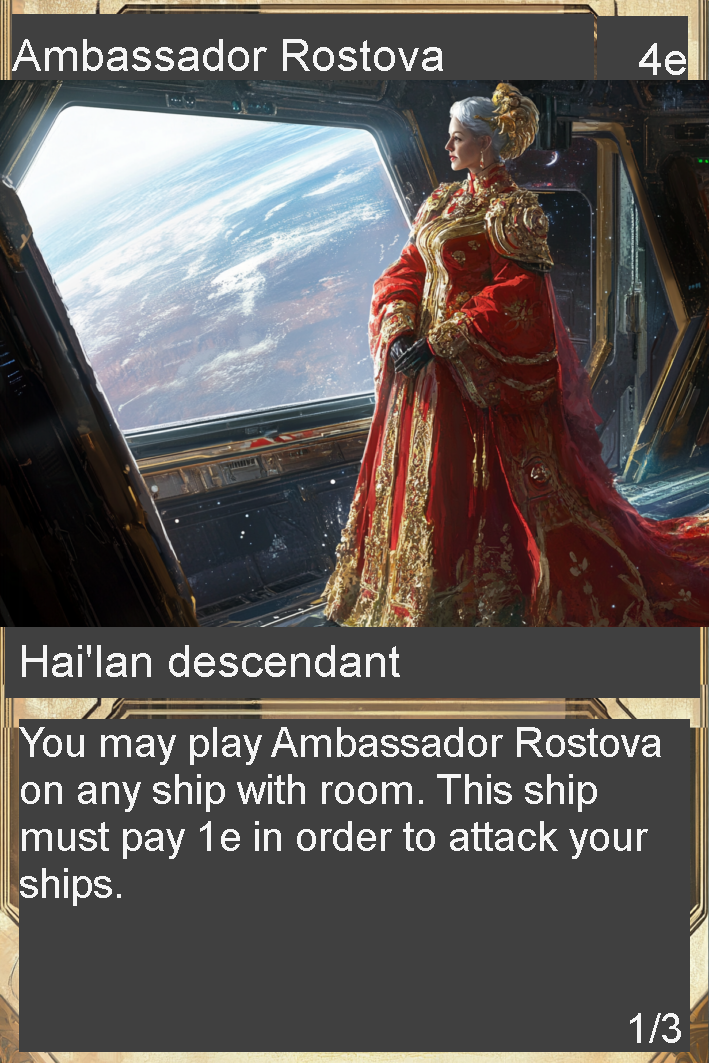 Ambassador Rostova
4e
Hai'lan descendant
You may play Ambassador Rostova
on any ship with room. This ship
must pay 1e in order to attack your
ships.
1/3